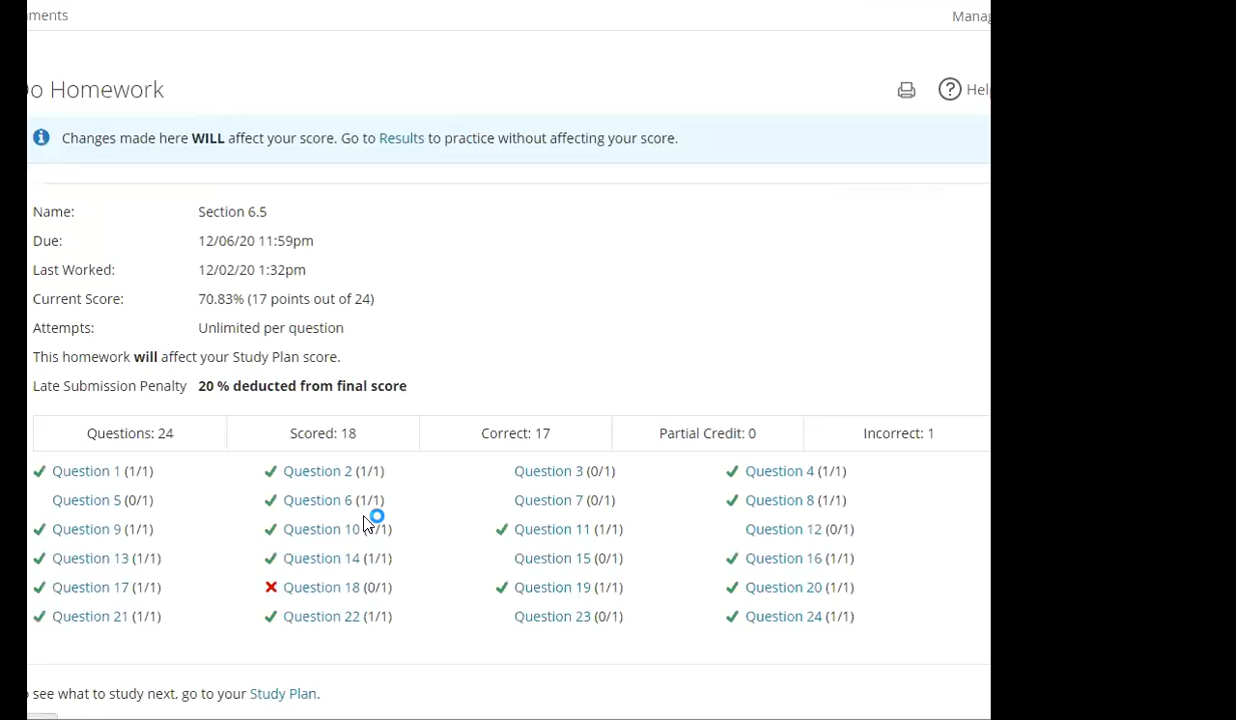 ments
Manag
o Homework
Help
Changes made here WILL affect your score. Go to Results to practice without affecting your score.
Name: Section 6.5
Due: 12/06/20 11:59pm
Last Worked: 12/02/20 1:32pm
Current Score: 70.83% (17 points out of 24)
Attempts: Unlimited per question
This homework will affect your Study Plan score.
Late Submission Penalty 20 % deducted from final score
Questions: 24 Scored: 18 Correct: 17 Partial Credit: 0 Incorrect: 1
Question 1 (1/1) Question 2 (1/1) Question 3 (0/1) Question 4 (1/1)
Question 5 (0/1) Question 6 (1/1) Question 7 (0/1) Question 8 (1/1)
Question 9 (1/1) Question 10 (1/1) Question 11 (1/1) Question 12 (0/1)
Question 13 (1/1) Question 14 (1/1) Question 15 (0/1) Question 16 (1/1)
Question 17 (1/1) Question 18 (0/1) Question 19 (1/1) Question 20 (1/1)
Question 21 (1/1) Question 22 (1/1) Question 23 (0/1) Question 24 (1/1)
see what to study next, go to your Study Plan.